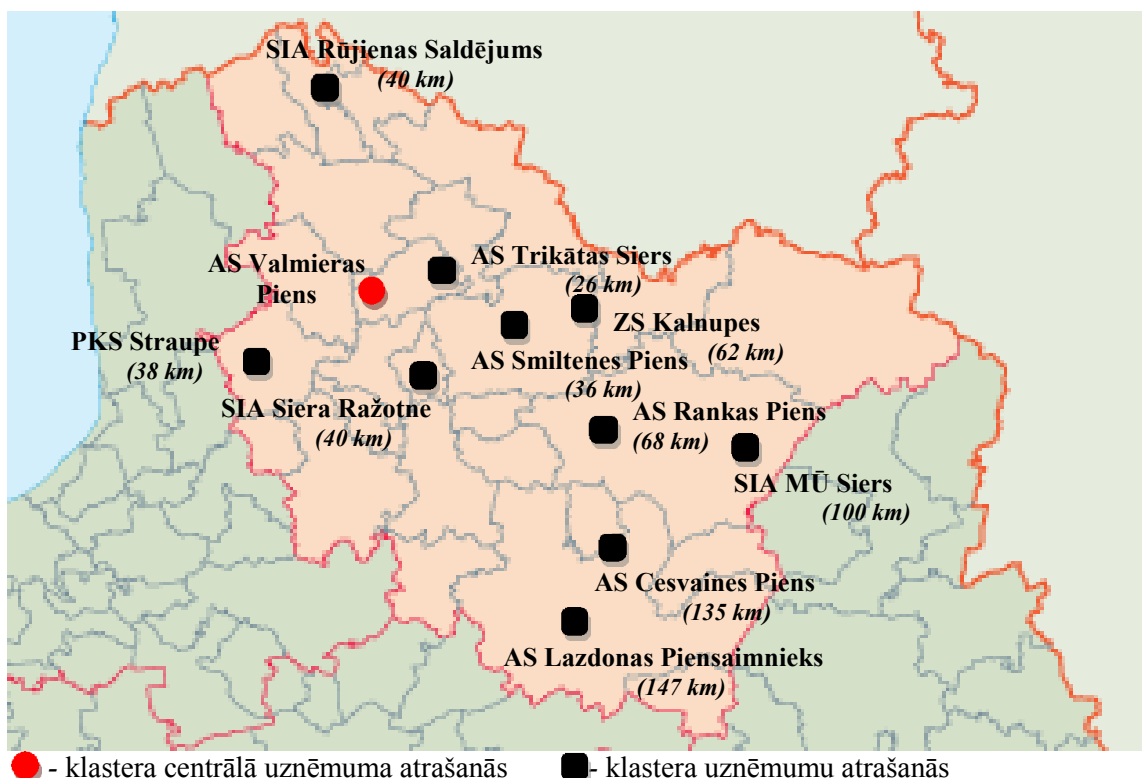 SIA Rūjienas Saldējums
(40 km)
AS Valmieras
Piens
AS Trikātas Siers
(26 km)
ZS Kalnupes
(62 km)
PKS Straupe
(38 km)
AS Smiltenes Piens
(36 km)
SIA Siera Ražotne
(40 km)
AS Rankas Piens
(68 km)
SIA MŪ Siers
(100 km)
AS Cesvaines Piens
(135 km)
AS Lazdonas Piensaimnieks
(147 km)
- klastera centrālā uzņēmuma atrašanās
- klastera uzņēmumu atrašanās